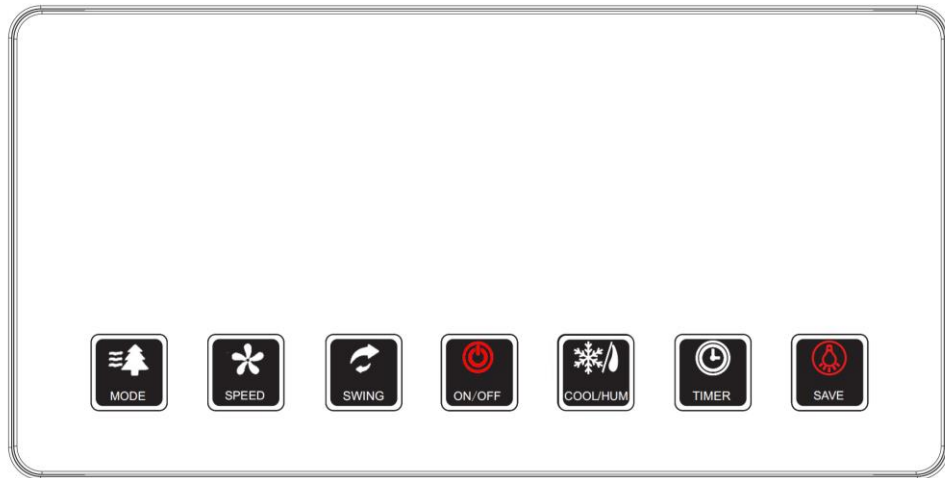 MODE
SPEED
SWING
ON/OFF
COOL/HUM
TIMER
SAVE